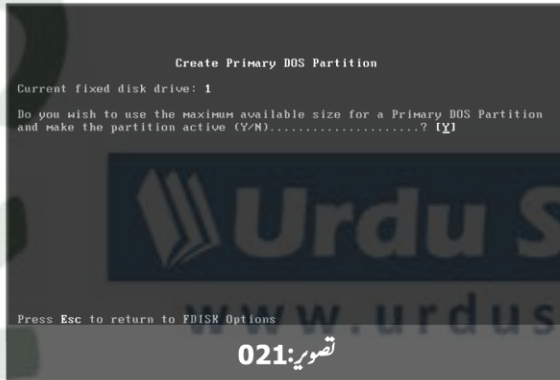 Create Primary DOS Partition
Current fixed disk drive: 1
Do you wish to use the maximum available size for a Primary DOS Partition
and make the partition active (Y/N).....................? [Y]
Urdu S
www.urdus
Press Esc to return to FDISK Options
تصویر:021